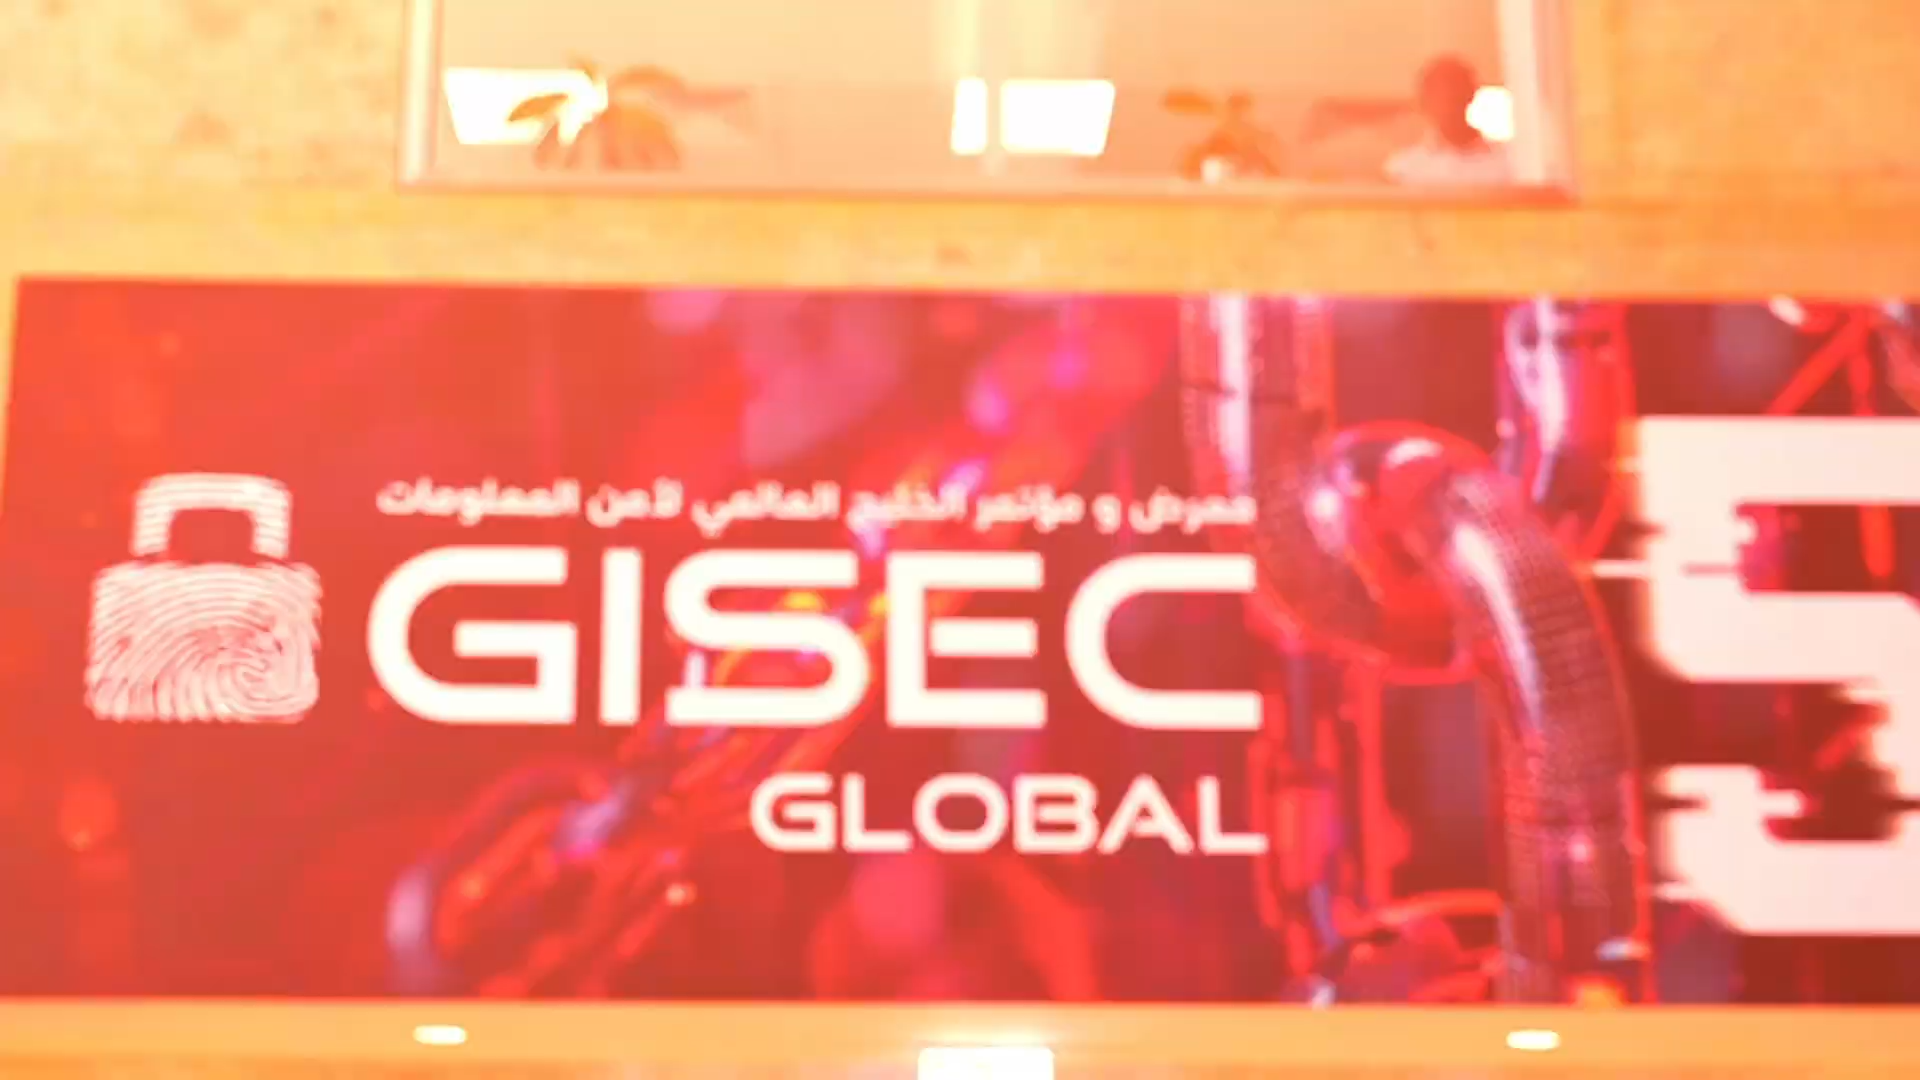 معرض و مؤتمر الخليج العالمي لأمن المعلومات
GISEC
GLOBAL